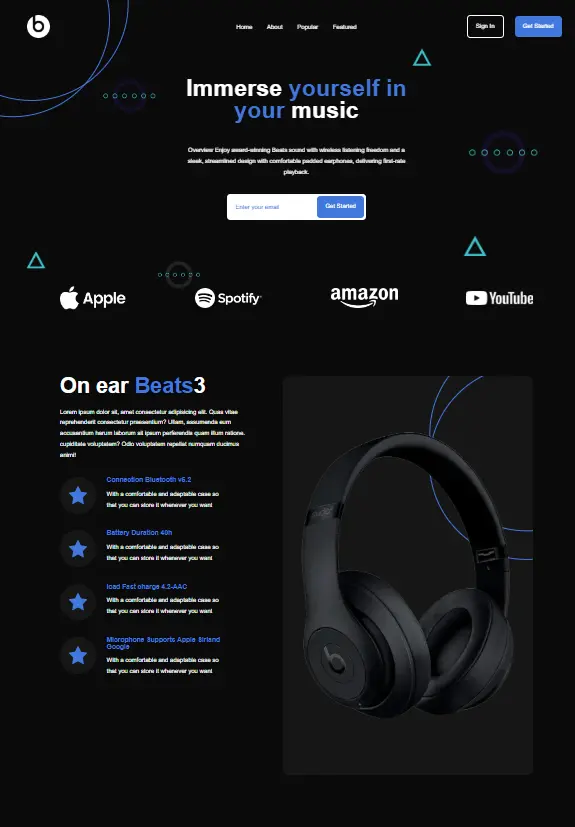 b
Home About Popular Featured Sign In Get Started
Immerse yourself in
your music
Overview Enjoy award-winning Beats sound with wireless listening freedom and a
sleek, streamlined design with comfortable padded earphones, delivering first-rate
playback.
Enter your email Get Started
Apple Spotify amazon YouTube
On ear Beats3
Lorem ipsum dolor sit, amet consectetur adipisicing elit. Quas vitae
reprehenderit consectetur praesentium? Ullam, assumenda eum
accusantium harum laborum sit ipsum perferendis quam illum ratione.
cupiditate voluptatem? Odio voluptatem repellat numquam ducimus
animi!
Connection Bluetooth v5.2
With a comfortable and adaptable case so
that you can store it whenever you want
Battery Duration 40h
With a comfortable and adaptable case so
that you can store it whenever you want
load Fast charge 4.2-AAC
With a comfortable and adaptable case so
that you can store it whenever you want
Microphone Supports Apple Siriand
Google
With a comfortable and adaptable case so
that you can store it whenever you want
b